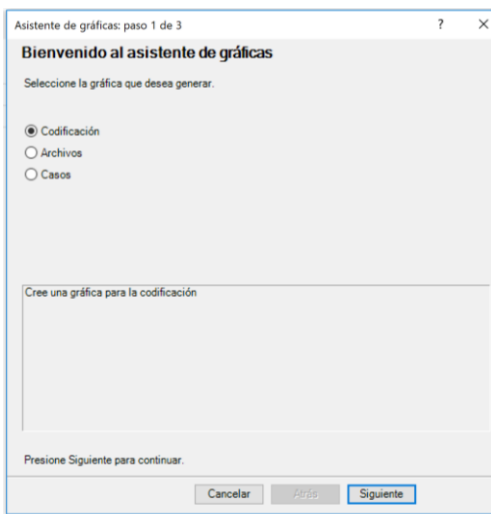 Asistente de gráficas: paso 1 de 3 ?
Bienvenido al asistente de gráficas
Seleccione la gráfica que desea generar.
Codificación
Archivos
Casos
Cree una gráfica para la codificación
Presione Siguiente para continuar.
Cancelar Atrás Siguiente